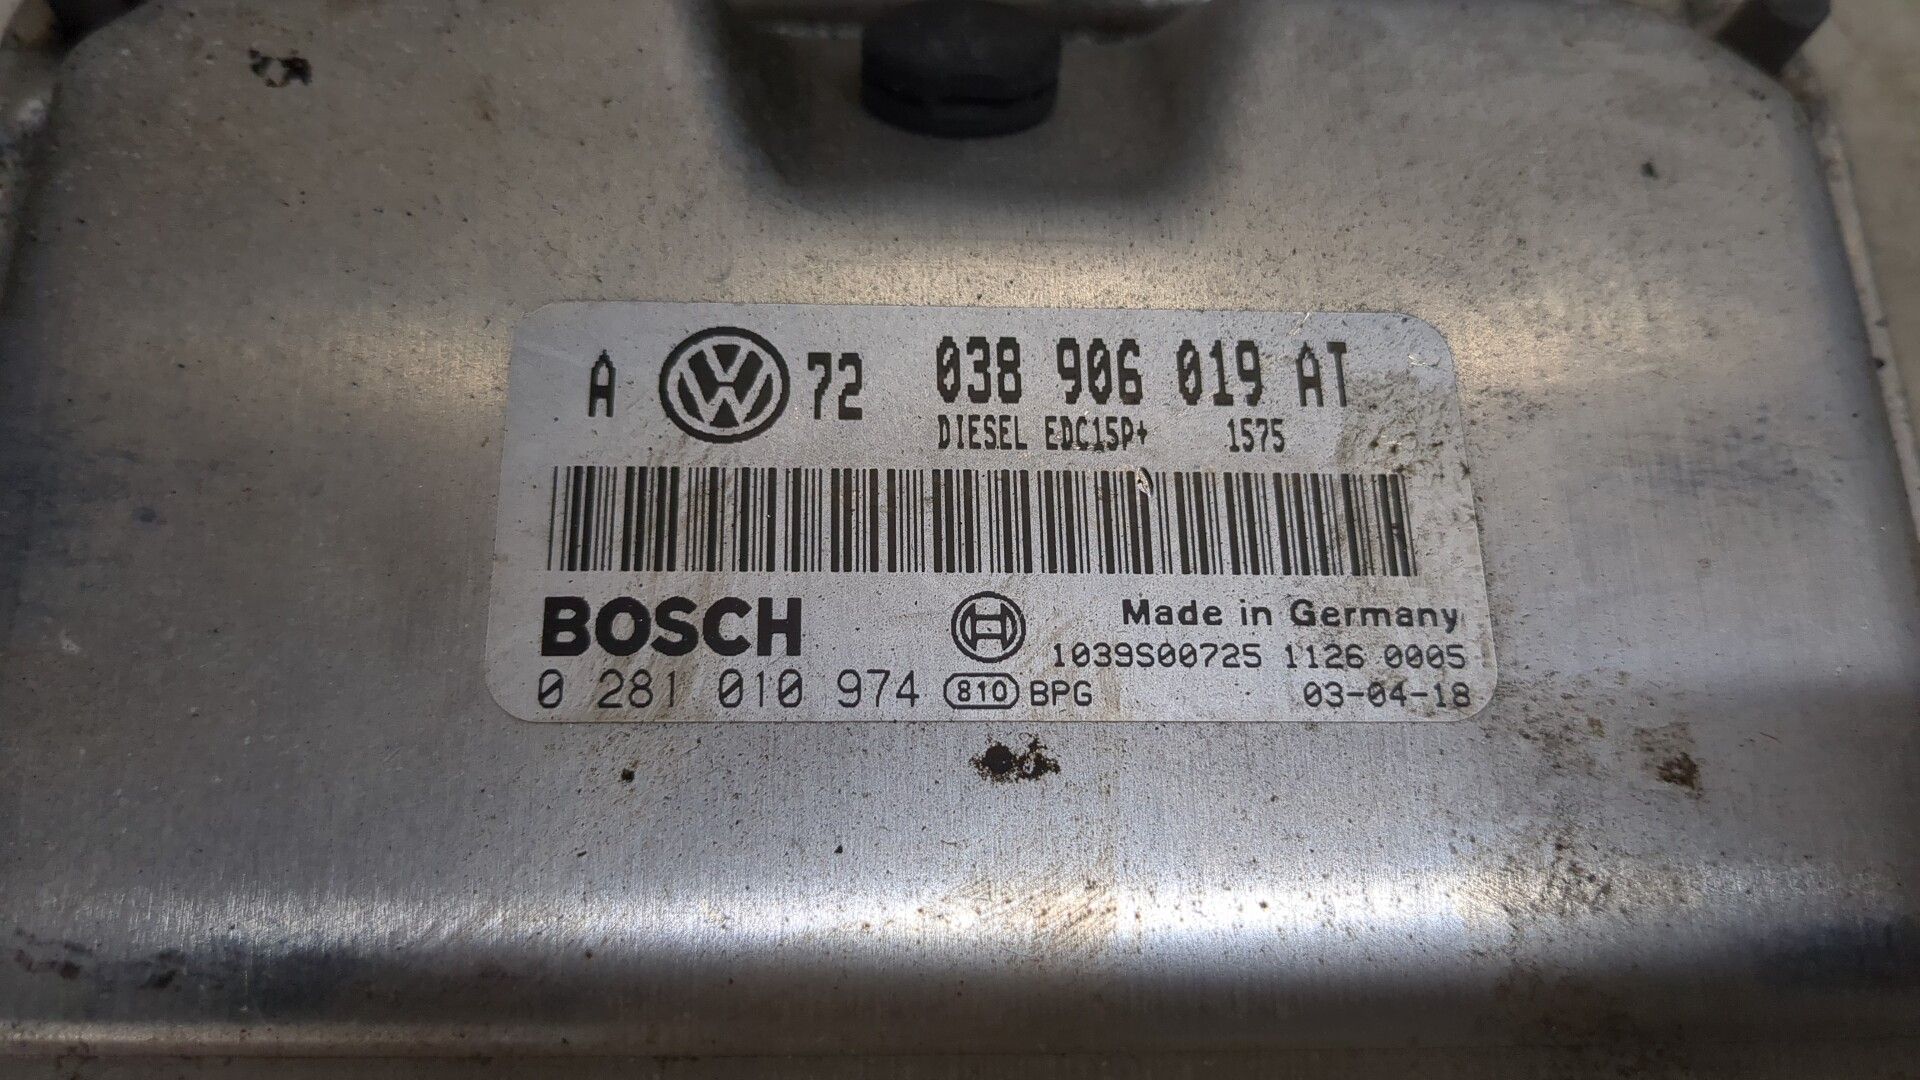 A VW 72 038 906 019 AT
DIESEL EDC15P+ 1575
BOSCH
Made in Germany
1039S00725 1126 0005
0 281 010 974 810 BPG 03-04-18